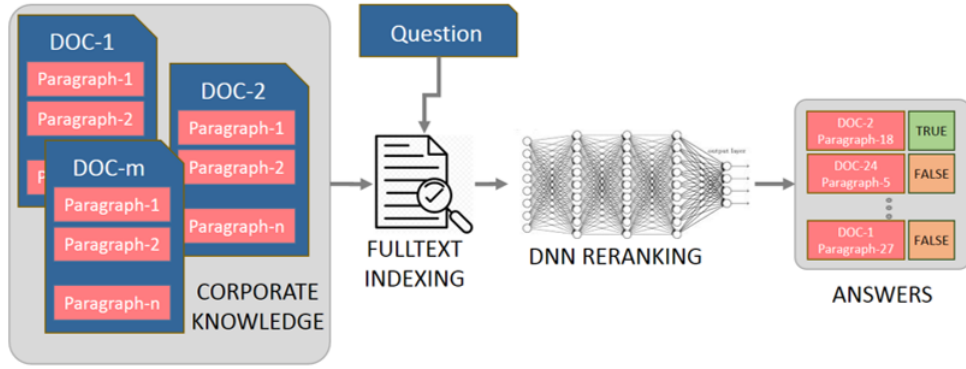 DOC-1
Paragraph-1
Paragraph-2
DOC-2
Paragraph-1
Paragraph-2
Paragraph-n
DOC-m
Paragraph-1
Paragraph-2
Paragraph-n
CORPORATE
KNOWLEDGE
Question
FULLTEXT
INDEXING
output layer
DNN RERANKING
DOC-2
Paragraph-18
TRUE
DOC-24
Paragraph-5
FALSE
DOC-1
Paragraph-27
FALSE
ANSWERS